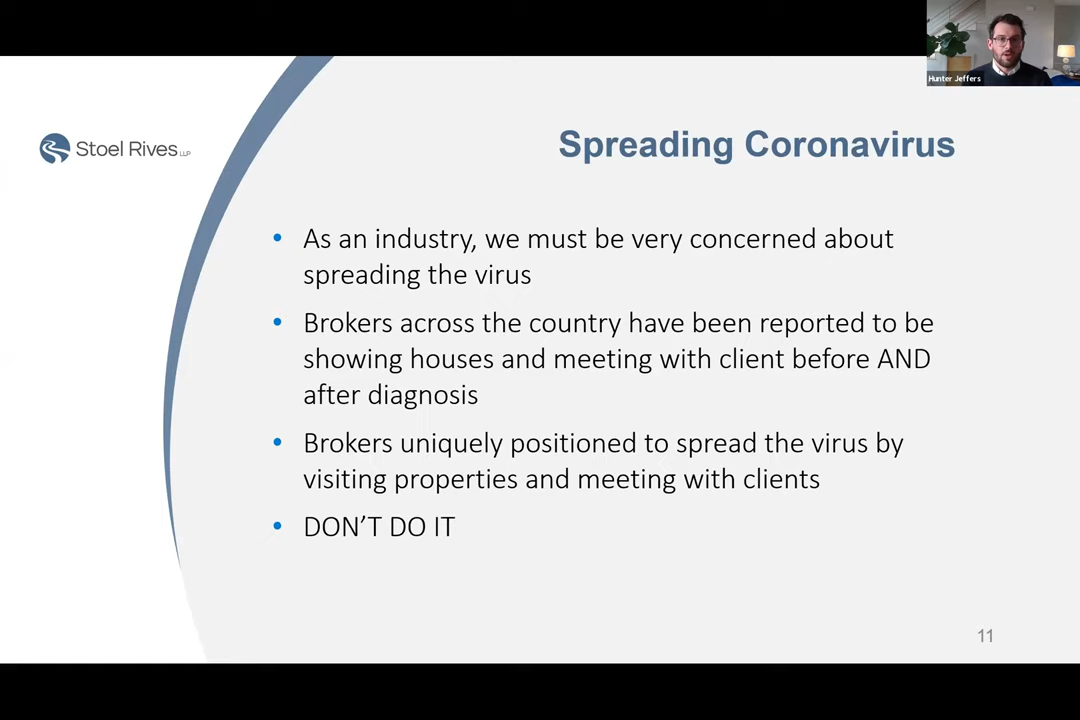 Hunter Jeffers
Stoel Rives LLP
Spreading Coronavirus
• As an industry, we must be very concerned about
spreading the virus
• Brokers across the country have been reported to be
showing houses and meeting with client before AND
after diagnosis
• Brokers uniquely positioned to spread the virus by
visiting properties and meeting with clients
• DON’T DO IT
11